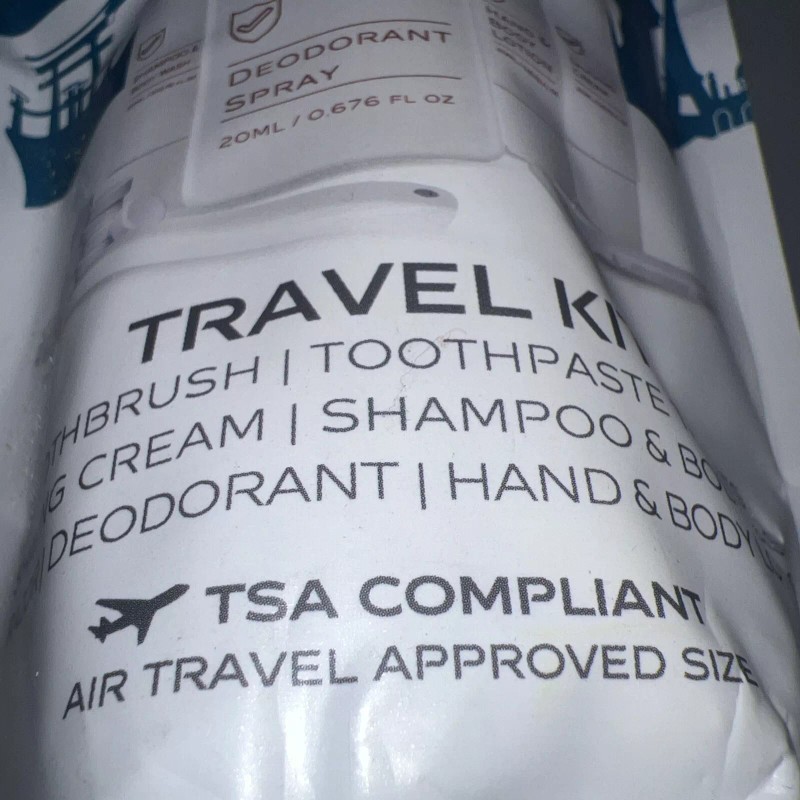 DEODORANT
SPRAY
20ML / 0.676 FL OZ
TRAVEL KI
THBRUSH | TOOTHPASTE
G CREAM | SHAMPOO & BO
DEODORANT | HAND & BODY
TSA COMPLIANT
AIR TRAVEL APPROVED SIZE